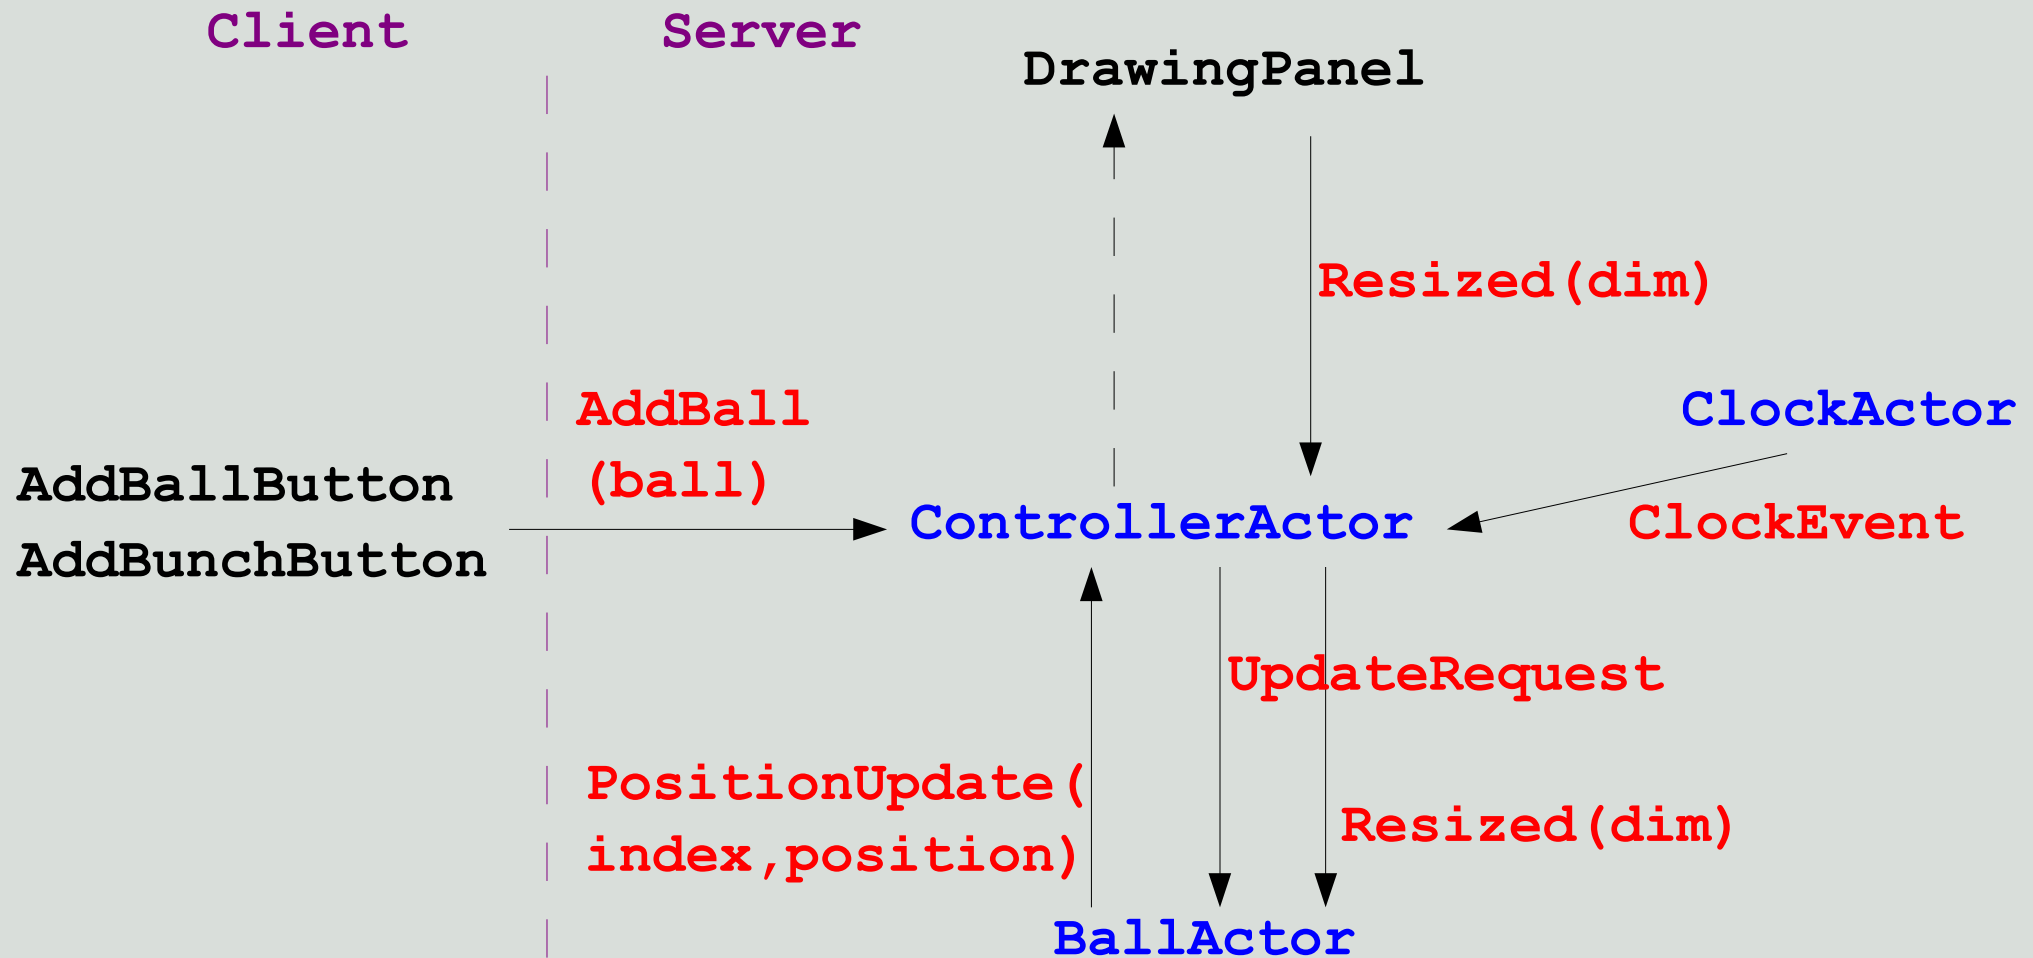 Client
Server
DrawingPanel
Resized(dim)
AddBall
(ball)
ClockActor
AddBallButton
AddBunchButton
ControllerActor
ClockEvent
UpdateRequest
PositionUpdate(
index,position)
Resized(dim)
BallActor